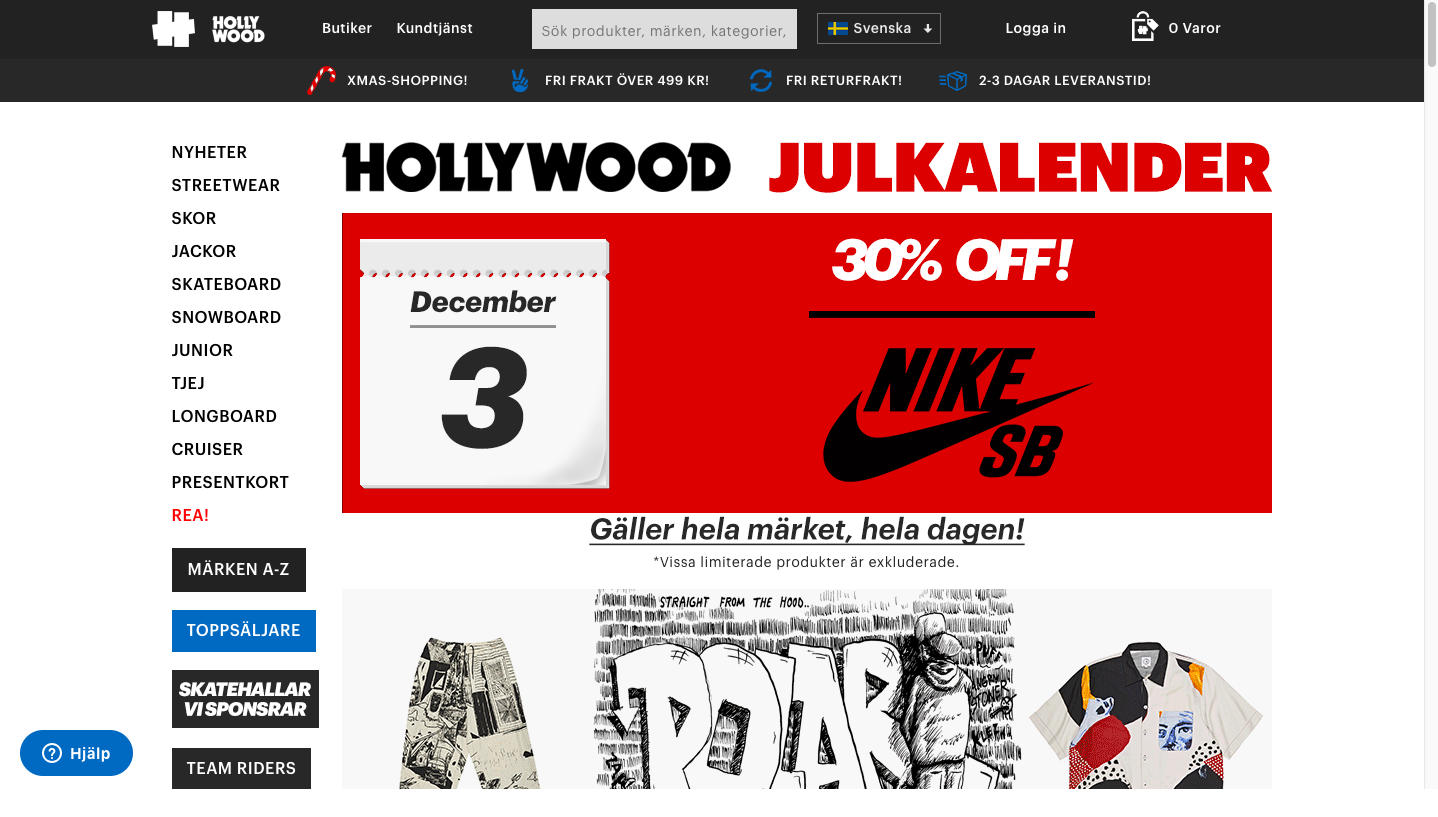 HOLLY
WOOD
Butiker
Kundtjänst
Sök produkter, märken, kategorier,
Svenska
Logga in
0 Varor
XMAS-SHOPPING!
FRI FRAKT ÖVER 499 KR!
FRI RETURFRAKT!
2-3 DAGAR LEVERANSTID!
NYHETER
STREETWEAR
SKOR
JACKOR
SKATEBOARD
SNOWBOARD
JUNIOR
TJEJ
LONGBOARD
CRUISER
PRESENTKORT
REA!
MÄRKEN A-Z
TOPPSÄLJARE
SKATEHALLAR
VI SPONSRAR
TEAM RIDERS
Hjälp
HOLLYWOOD JULKALENDER
December
3
30% OFF!
NIKE
SB
Gäller hela märket, hela dagen!
*Vissa limiterade produkter är exkluderade.
STRAIGHT FROM THE HOOD..
POLAR